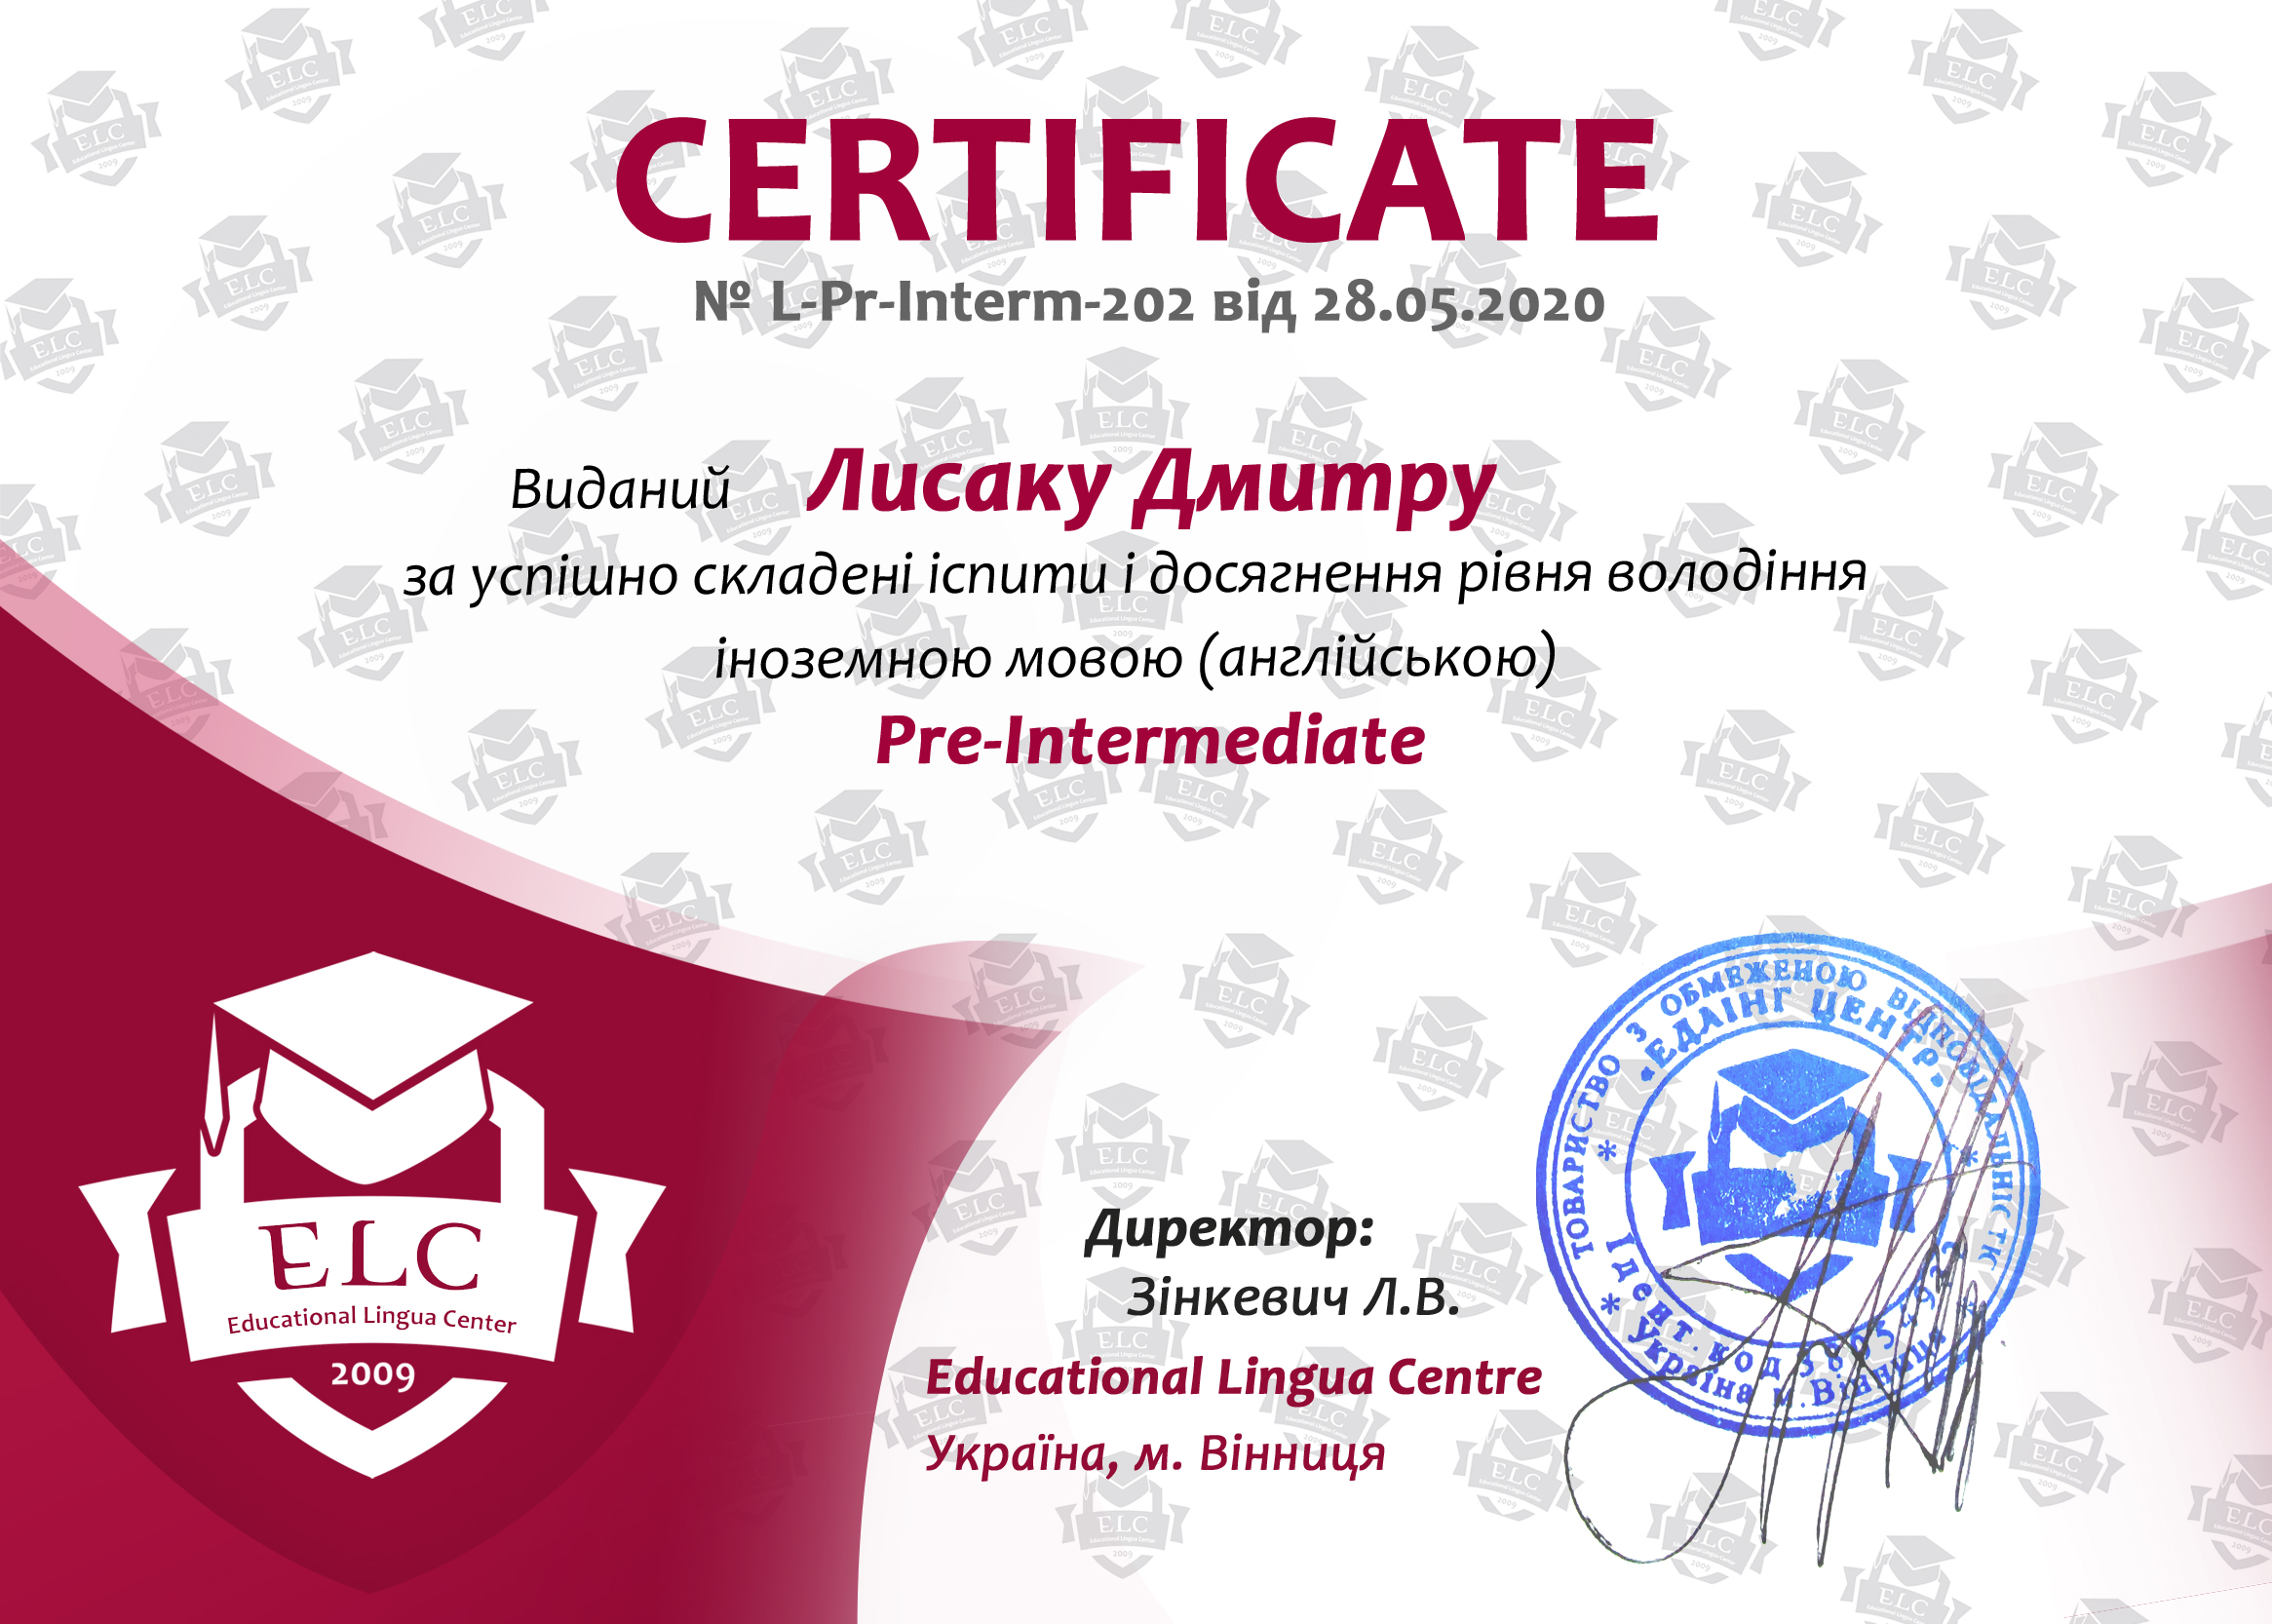 CERTIFICATE
№ L-Pr-Interm-202 від 28.05.2020
Виданий Лисаку Дмитру
за успішно складені іспити і досягнення рівня володіння
іноземною мовою (англійською)
Pre-Intermediate
ELC
Educational Lingua Center
2009
Директор:
Зінкевич Л.В.
Educational Lingua Centre
Україна, м. Вінниця
ТОВАРИСТВО З ОБМЕЖЕНОЮ ВІДПОВІДАЛЬНІСТЮ
«ЕДЛІНГ ЦЕНТР»
Ідент. код
Україна м. Вінниця